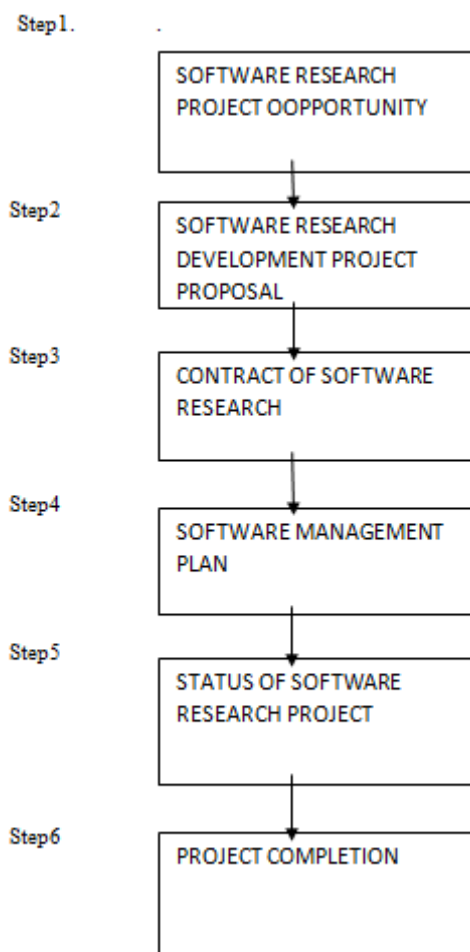 Step1.
.
SOFTWARE RESEARCH
PROJECT OOPPORTUNITY
Step2
SOFTWARE RESEARCH
DEVELOPMENT PROJECT
PROPOSAL
Step3
CONTRACT OF SOFTWARE
RESEARCH
Step4
SOFTWARE MANAGEMENT
PLAN
Step5
STATUS OF SOFTWARE
RESEARCH PROJECT
Step6
PROJECT COMPLETION